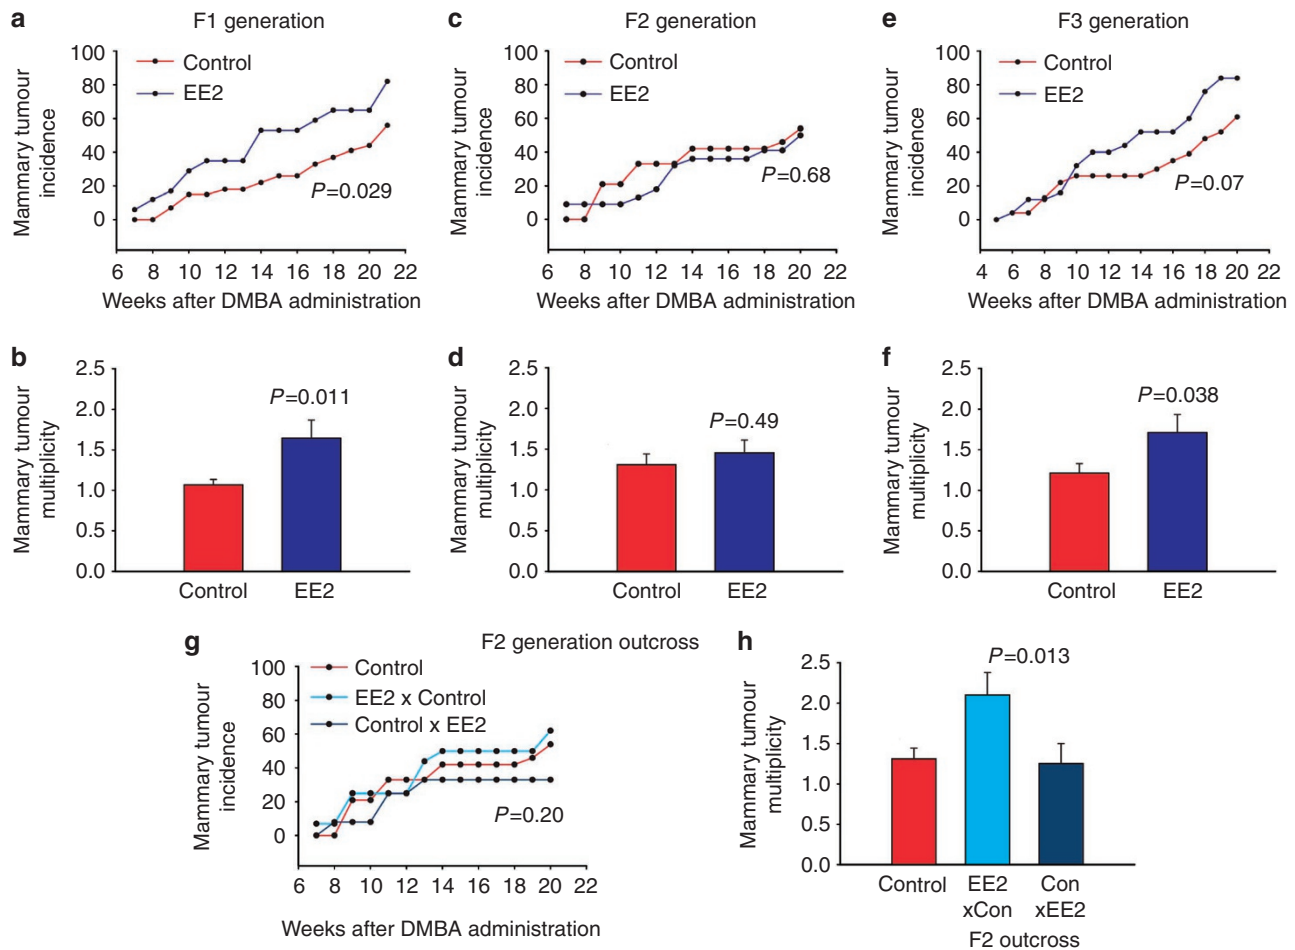 a
F1 generation
Mammary tumour
incidence
100
80
60
40
20
0
Control
EE2
P=0.029
6 8 10 12 14 16 18 20 22
Weeks after DMBA administration
c
F2 generation
Mammary tumour
incidence
100
80
60
40
20
0
Control
EE2
P=0.68
6 8 10 12 14 16 18 20 22
Weeks after DMBA administration
e
F3 generation
Mammary tumour
incidence
100
80
60
40
20
0
Control
EE2
P=0.07
4 6 8 10 12 14 16 18 20 22
Weeks after DMBA administration
b
Mammary tumour
multiplicity
2.5
2.0
1.5
1.0
0.5
0.0
P=0.011
Control EE2
d
Mammary tumour
multiplicity
2.5
2.0
1.5
1.0
0.5
0.0
P=0.49
Control EE2
f
Mammary tumour
multiplicity
2.5
2.0
1.5
1.0
0.5
0.0
P=0.038
Control EE2
g
F2 generation outcross
Mammary tumour
incidence
100
80
60
40
20
0
Control
EE2 x Control
Control x EE2
P=0.20
6 8 10 12 14 16 18 20 22
Weeks after DMBA administration
h
Mammary tumour
multiplicity
2.5
2.0
1.5
1.0
0.5
0.0
P=0.013
Control EE2 Con
xCon xEE2
F2 outcross